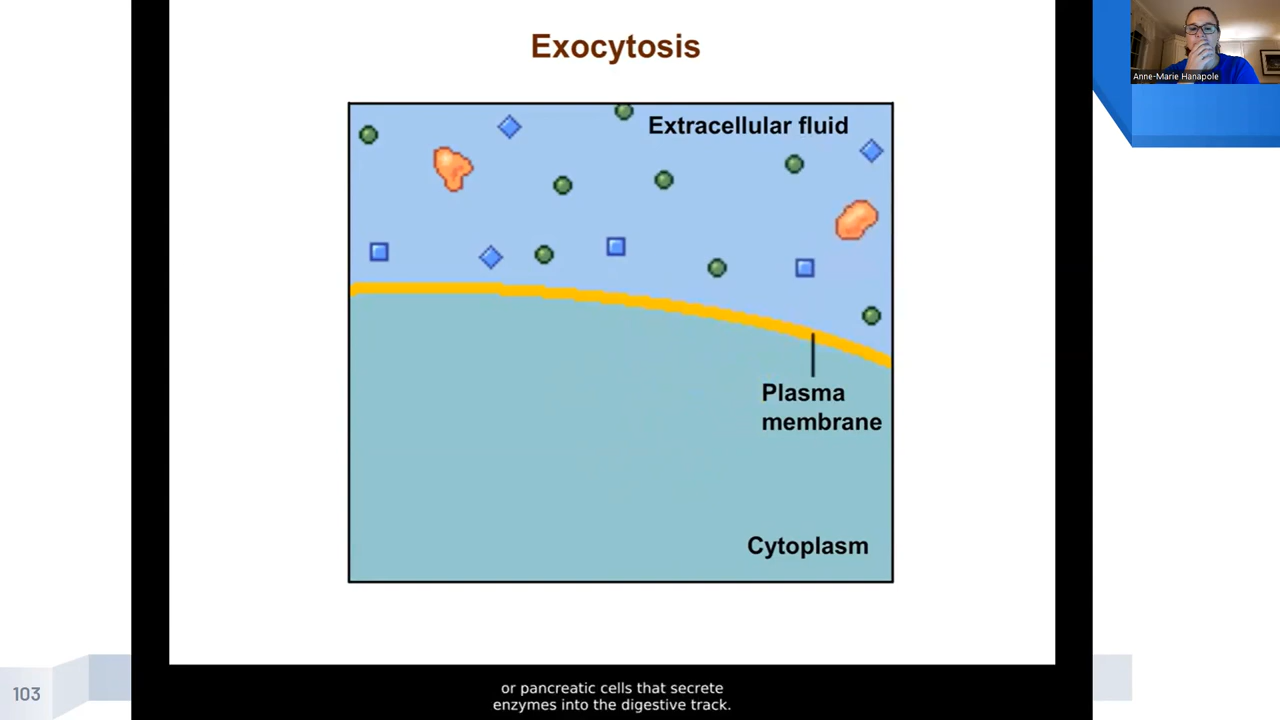 Exocytosis
Anne-Marie Hanapole
Extracellular fluid
Plasma
membrane
Cytoplasm
103
or pancreatic cells that secrete
enzymes into the digestive track.